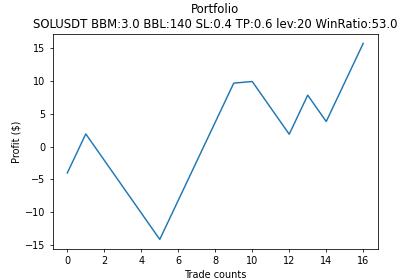 Portfolio
SOLUSDT BBM:3.0 BBL:140 SL:0.4 TP:0.6 lev:20 WinRatio:53.0
Profit ($)
15
10
5
0
−5
−10
−15
0 2 4 6 8 10 12 14 16
Trade counts